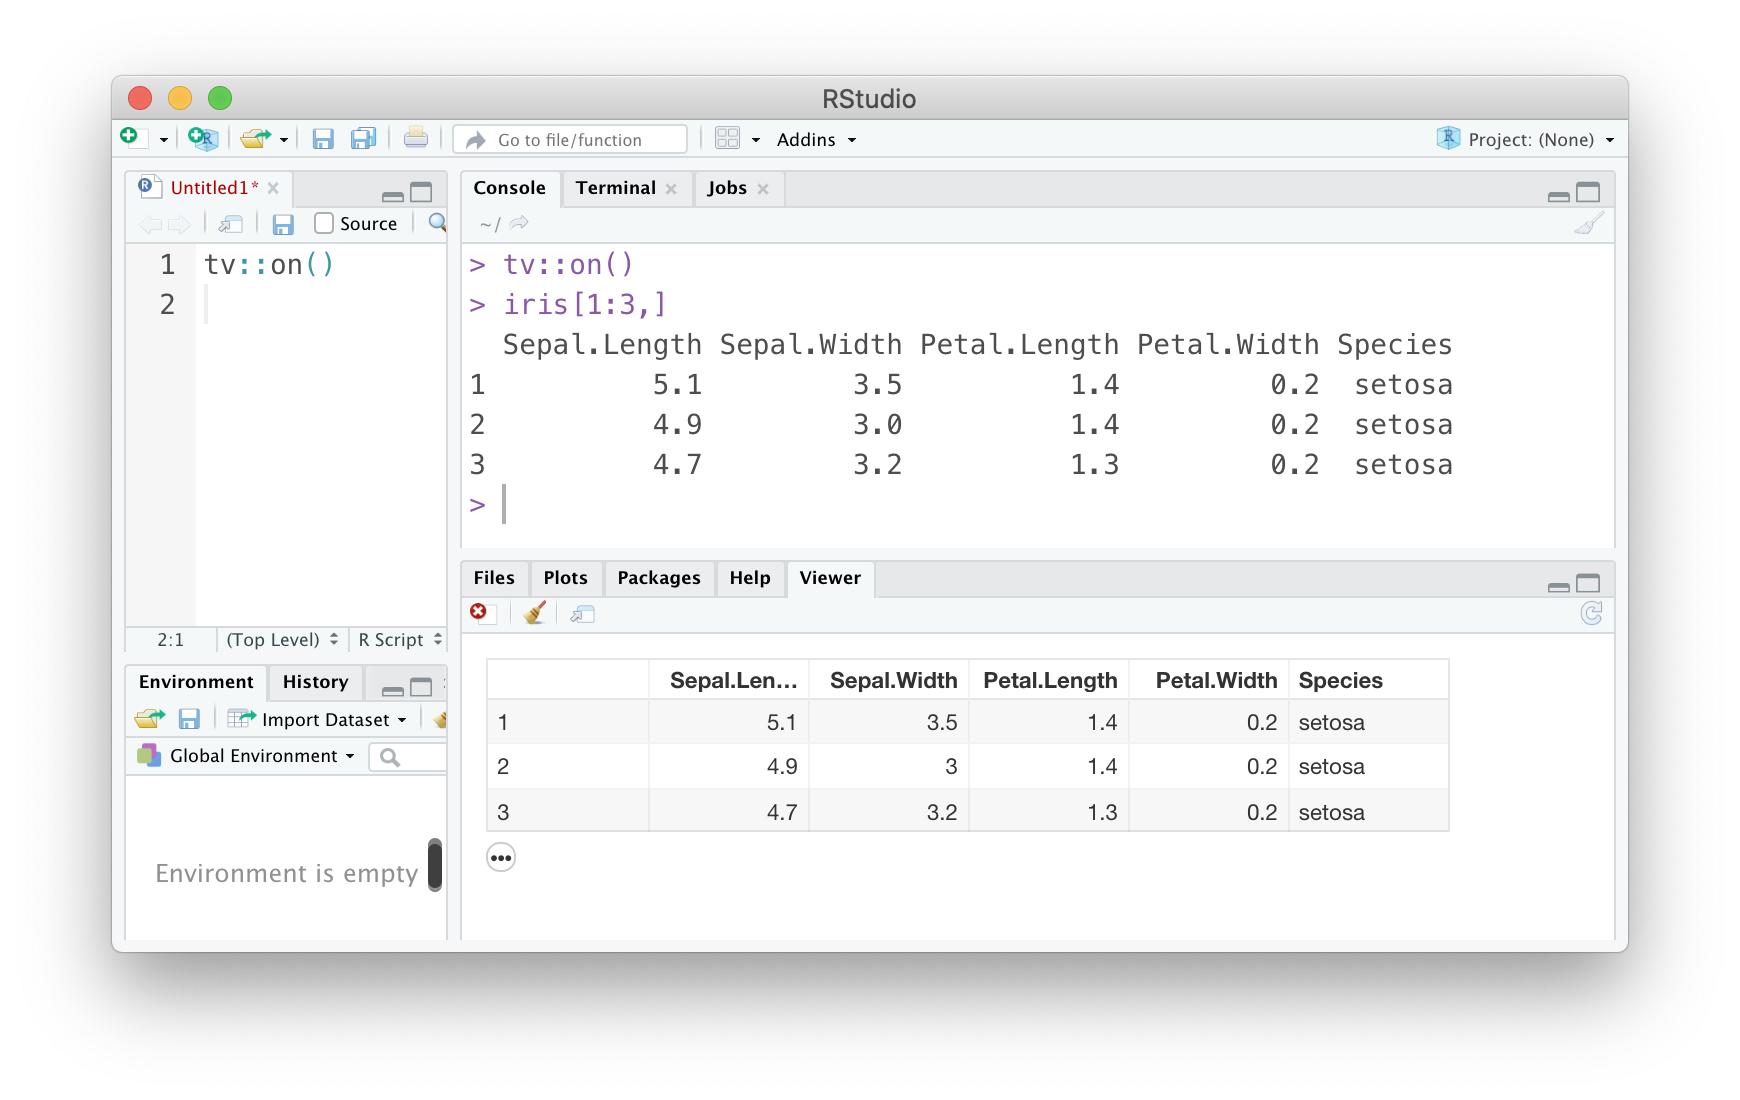 RStudio
Go to file/function
Addins
Project: (None)
Untitled1*
Source
1 tv::on()
2
2:1 (Top Level) R Script
Environment History
Import Dataset
Global Environment
Environment is empty
Console Terminal Jobs
~/
> tv::on()
> iris[1:3,]
Sepal.Length Sepal.Width Petal.Length Petal.Width Species
1 5.1 3.5 1.4 0.2 setosa
2 4.9 3.0 1.4 0.2 setosa
3 4.7 3.2 1.3 0.2 setosa
>
Files Plots Packages Help Viewer
Sepal.Len... Sepal.Width Petal.Length Petal.Width Species
1 5.1 3.5 1.4 0.2 setosa
2 4.9 3 1.4 0.2 setosa
3 4.7 3.2 1.3 0.2 setosa